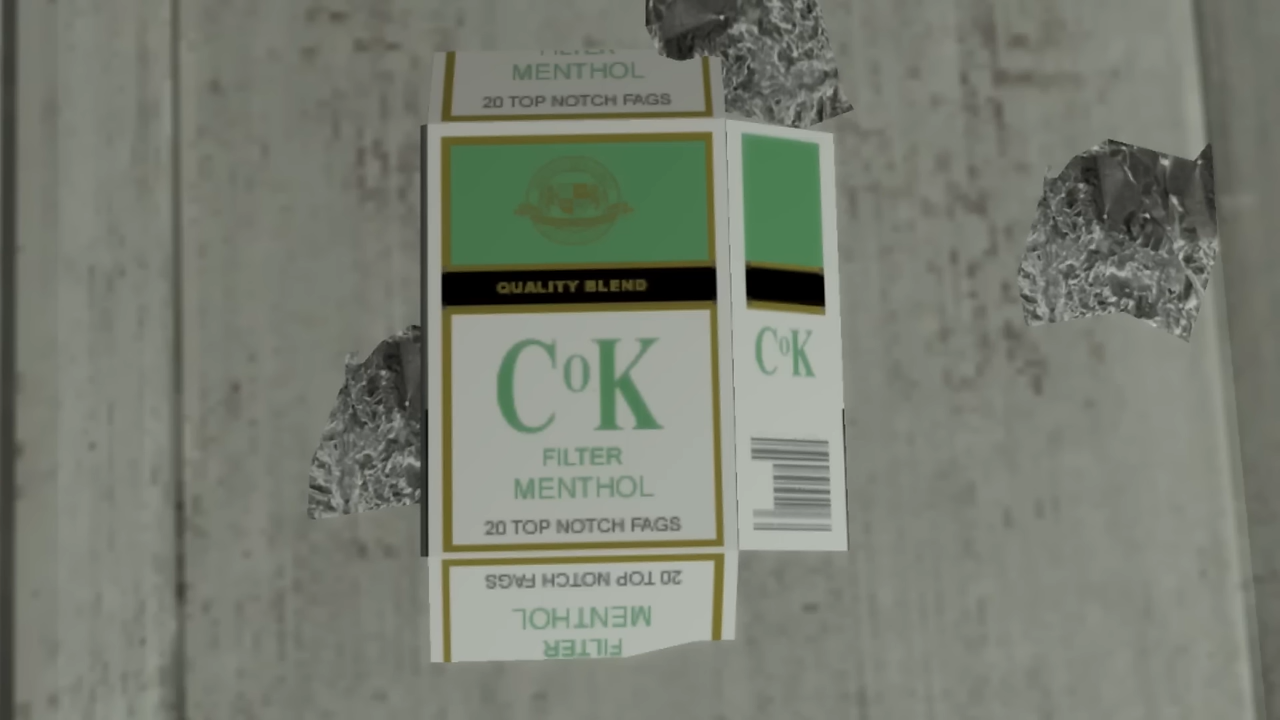 FILTER
MENTHOL
20 TOP NOTCH FAGS
QUALITY BLEND
CoK
FILTER
MENTHOL
20 TOP NOTCH FAGS
CoK
20 TOP NOTCH FAGS
MENTHOL
FILTER